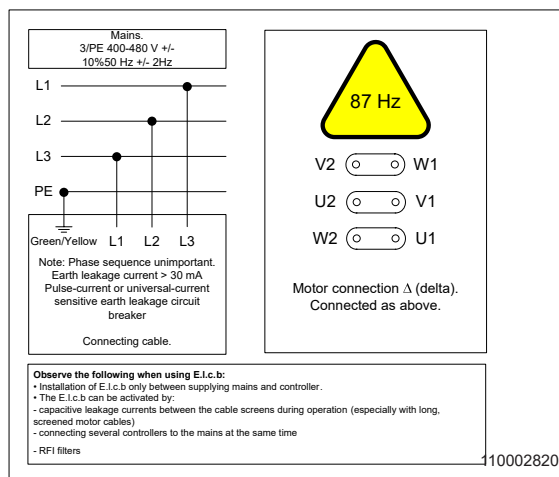 Mains.
3/PE 400-480 V +/-
10%50 Hz +/- 2Hz
L1
L2
L3
PE
Green/Yellow L1 L2 L3
Note: Phase sequence unimportant.
Earth leakage current > 30 mA
Pulse-current or universal-current
sensitive earth leakage circuit
breaker
Connecting cable.
87 Hz
V2 W1
U2 V1
W2 U1
Motor connection Δ (delta).
Connected as above.
Observe the following when using E.l.c.b:
• Installation of E.l.c.b only between supplying mains and controller.
• The E.l.c.b can be activated by:
- capacitive leakage currents between the cable screens during operation (especially with long,
screened motor cables)
- connecting several controllers to the mains at the same time
- RFI filters
110002820